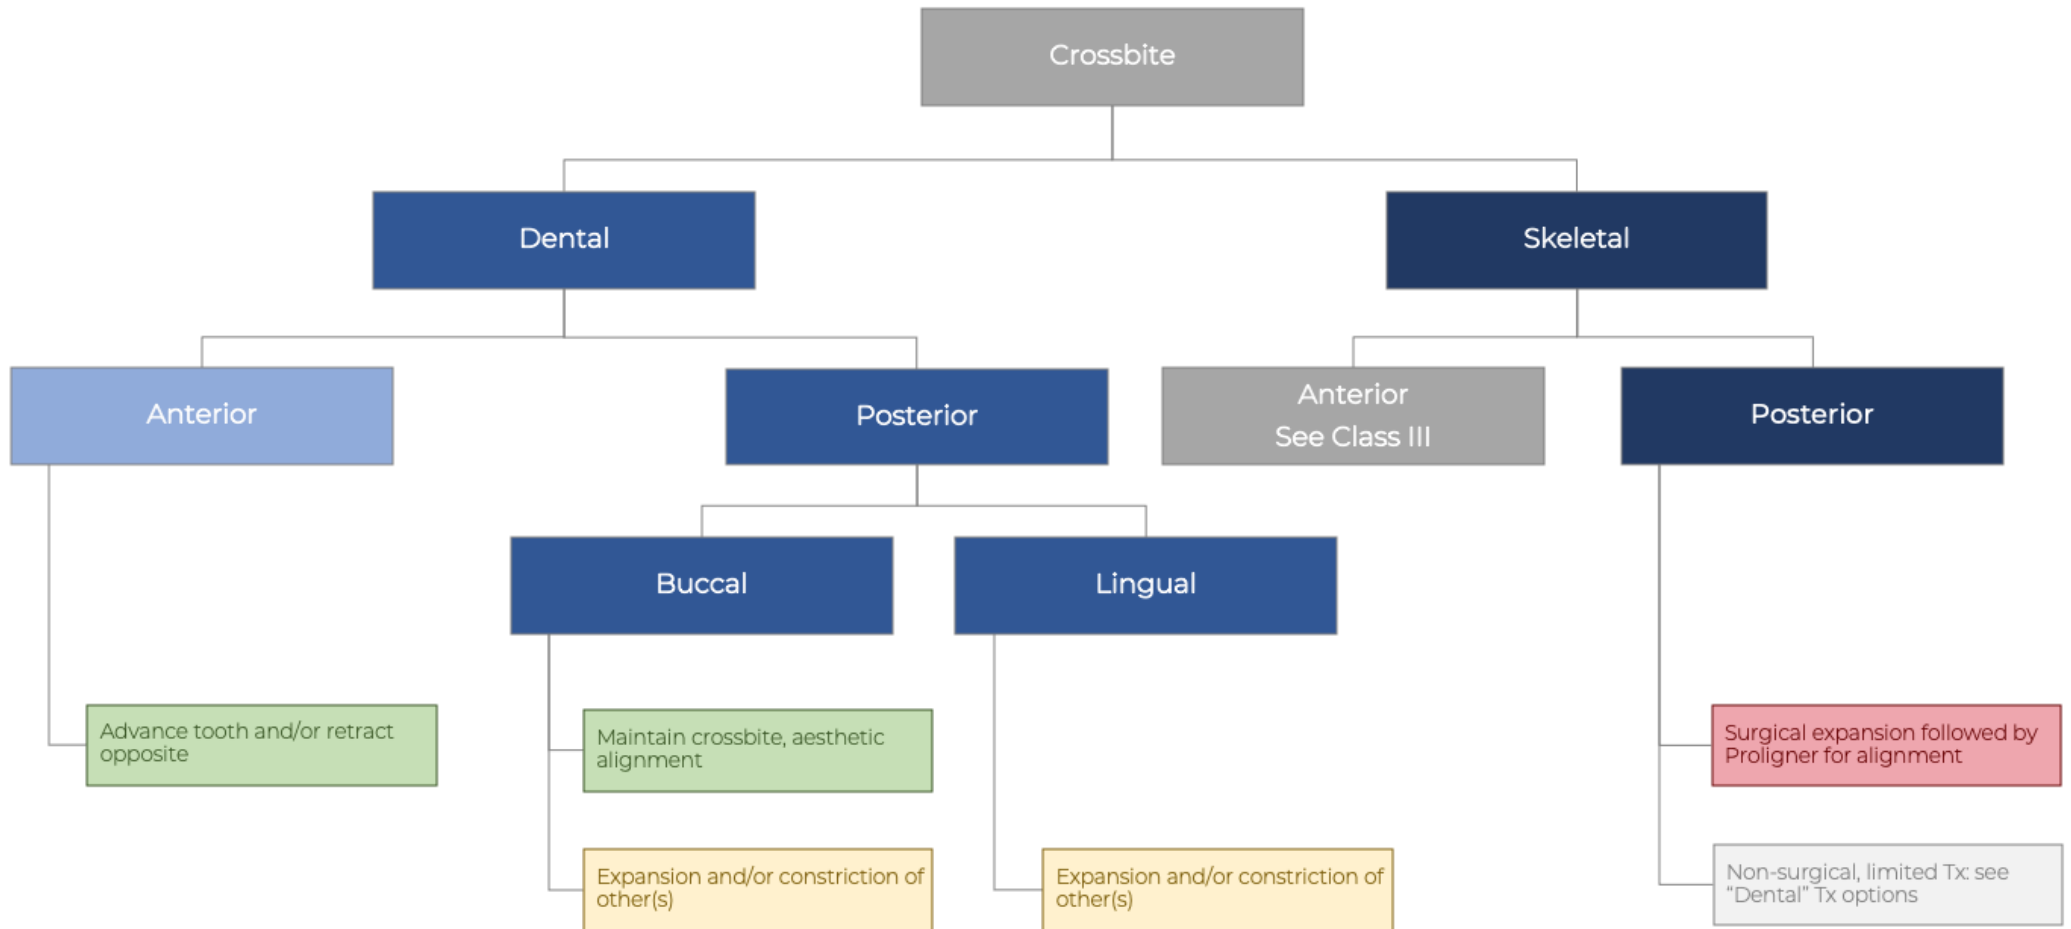 Crossbite
Dental
Skeletal
Anterior
Posterior
Anterior
See Class III
Posterior
Buccal
Lingual
Advance tooth and/or retract
opposite
Maintain crossbite, aesthetic
alignment
Surgical expansion followed by
Proligner for alignment
Expansion and/or constriction of
other(s)
Expansion and/or constriction of
other(s)
Non-surgical, limited Tx: see
“Dental” Tx options